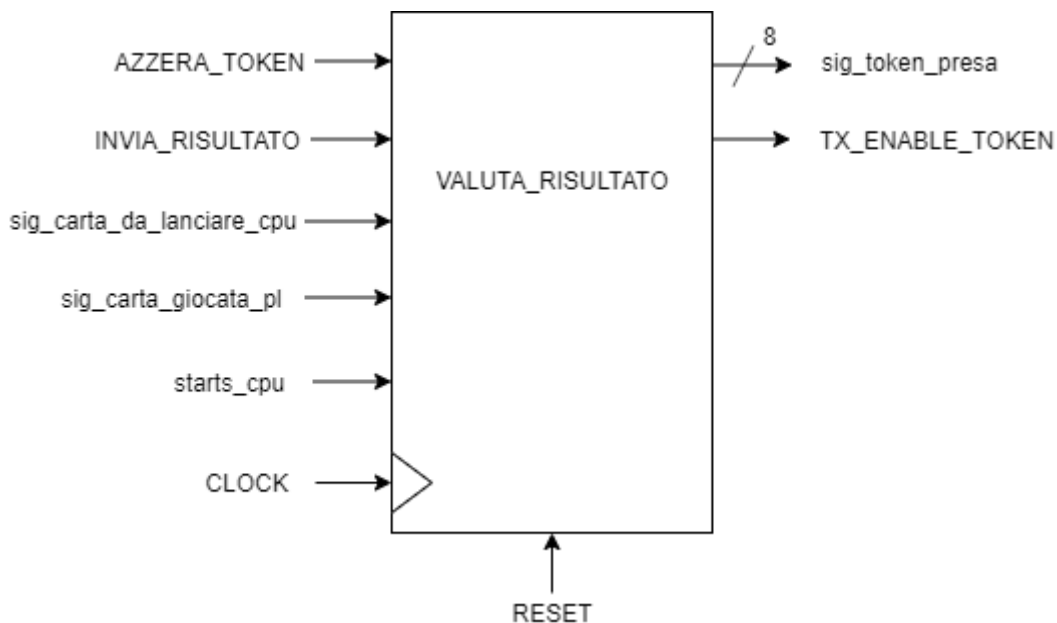 AZZERA_TOKEN
INVIA_RISULTATO
sig_carta_da_lanciare_cpu
sig_carta_giocata_pl
starts_cpu
CLOCK
VALUTA_RISULTATO
8
sig_token_presa
TX_ENABLE_TOKEN
RESET